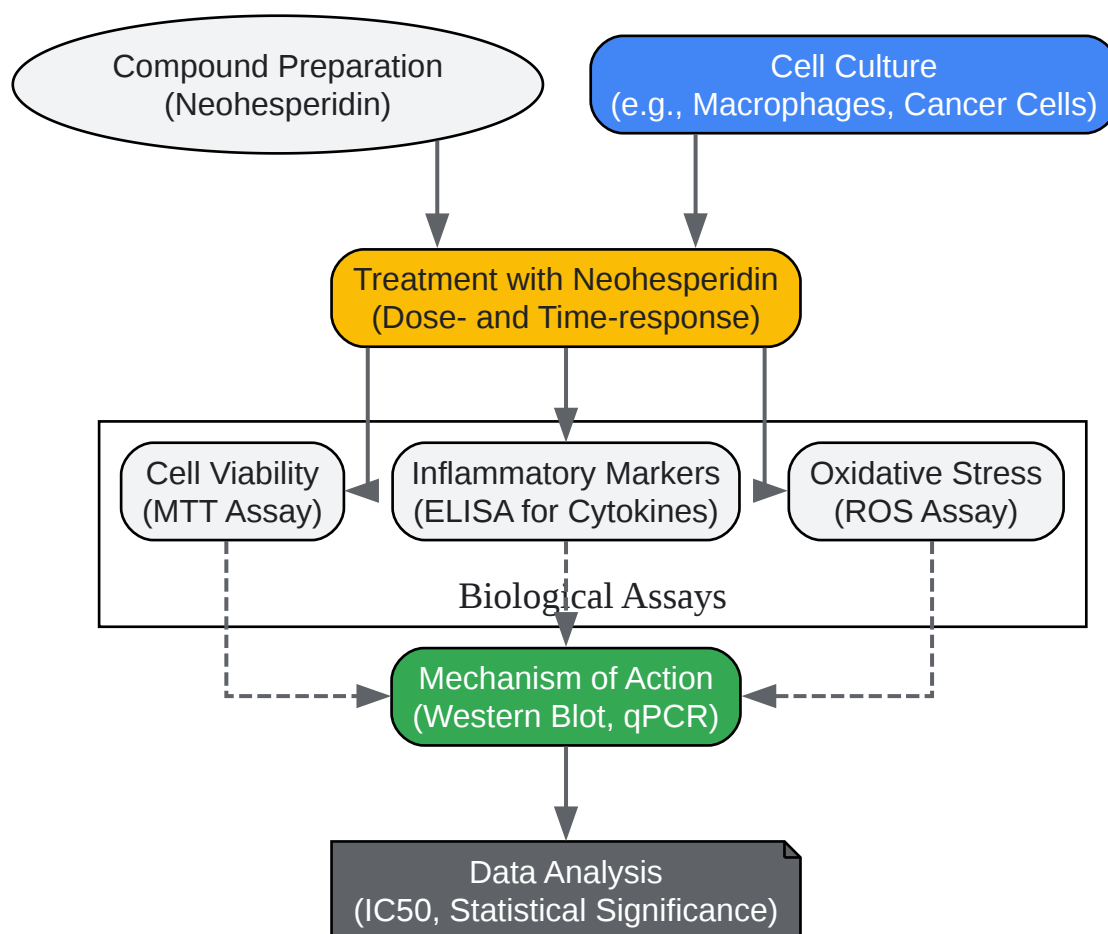 Compound Preparation
(Neohesperidin)
Cell Culture
(e.g., Macrophages, Cancer Cells)
Treatment with Neohesperidin
(Dose- and Time-response)
Cell Viability
(MTT Assay)
Inflammatory Markers
(ELISA for Cytokines)
Oxidative Stress
(ROS Assay)
Biological Assays
Mechanism of Action
(Western Blot, qPCR)
Data Analysis
(IC50, Statistical Significance)